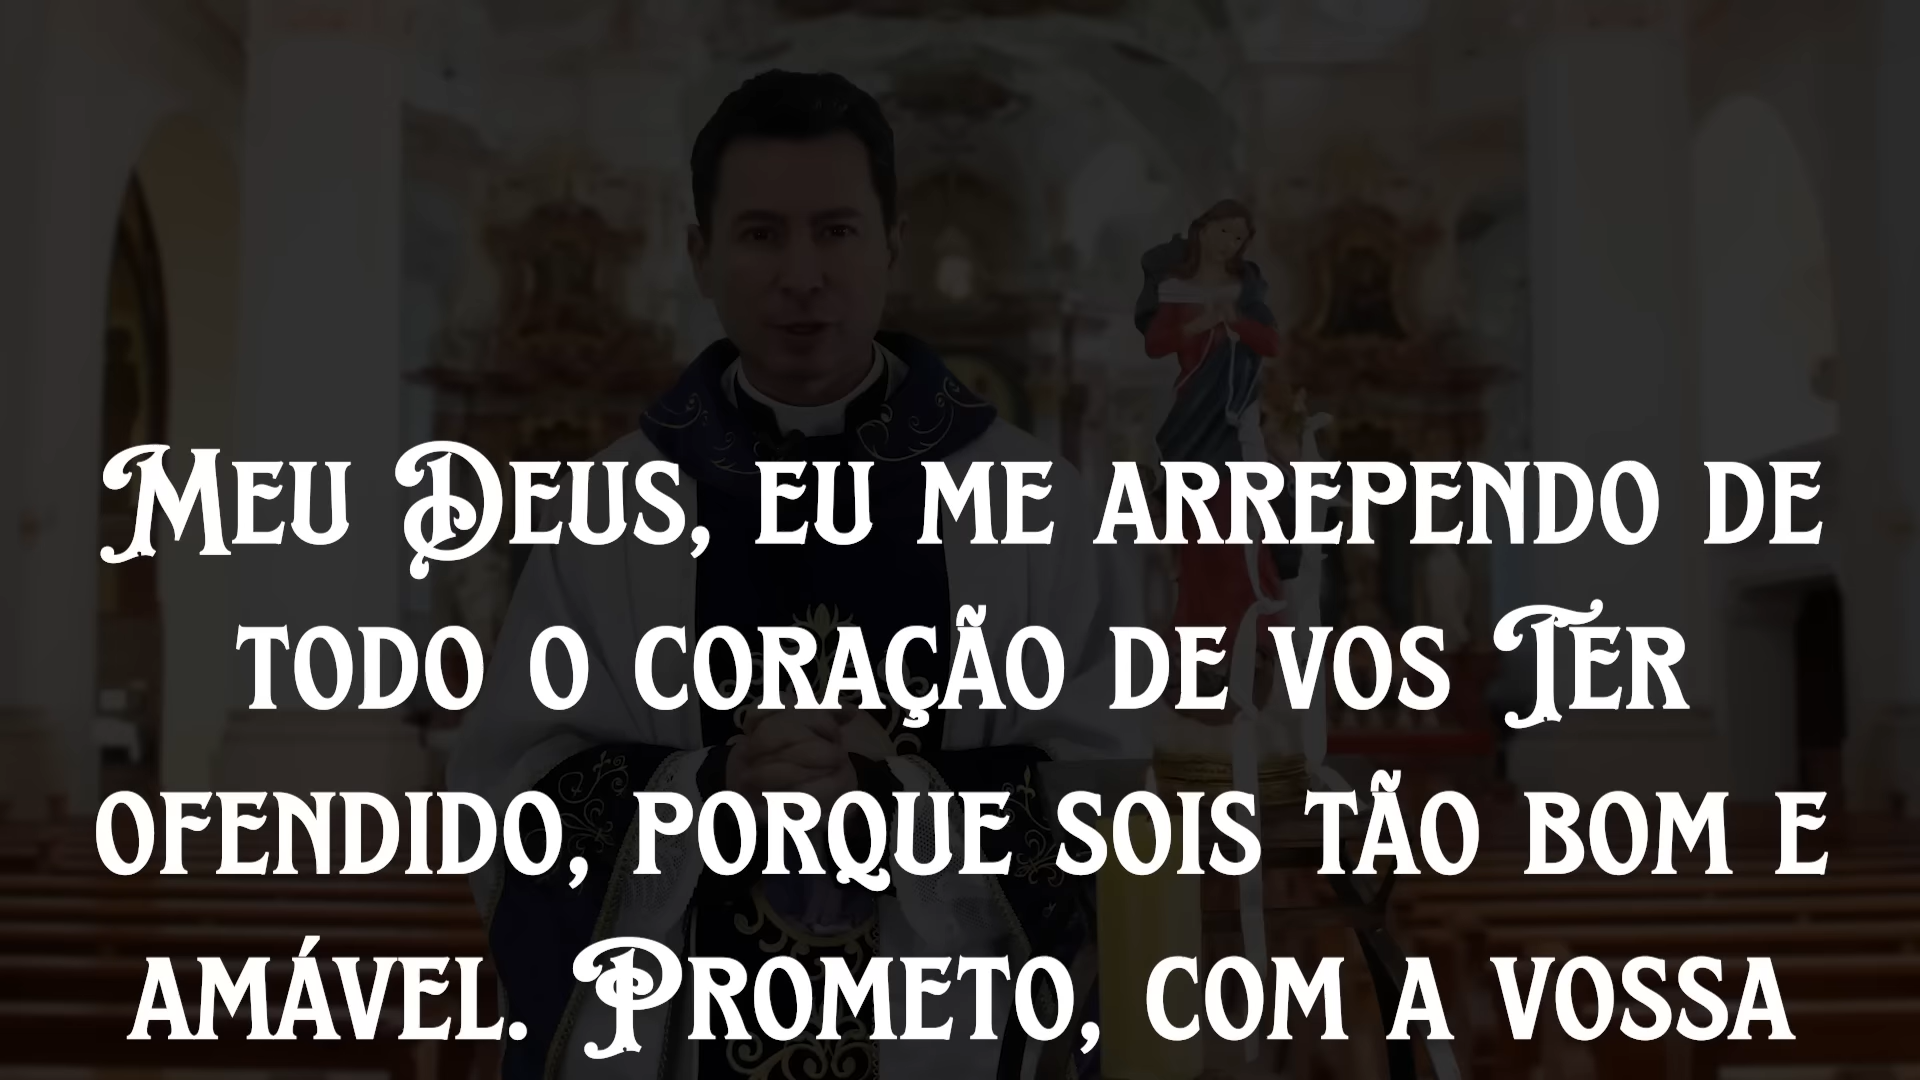 Meu Deus, eu me arrependo de
todo o coração de vos Ter
ofendido, porque sois tão bom e
amável. Prometo, com a vossa